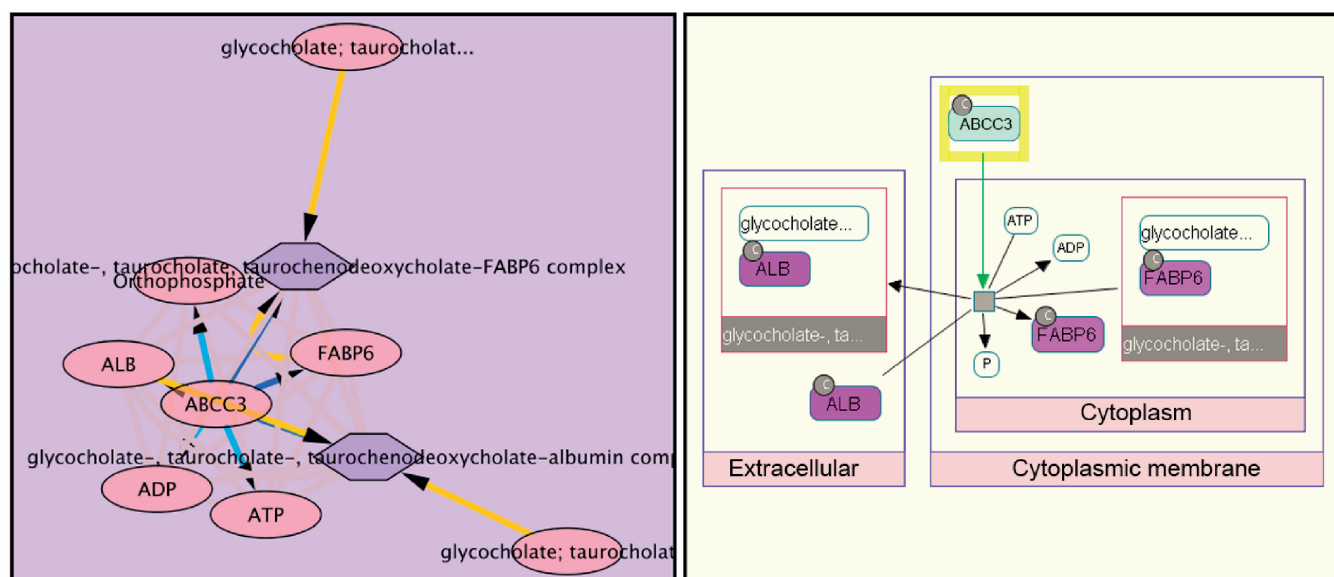 glycocholate; taurocholat...
ocholate-, taurocholate, taurochenodeoxycholate-FABP6 complex
Orthophosphate
ALB
FABP6
ABCC3
glycocholate-, taurocholate-, taurochenodeoxycholate-albumin comp
ADP
ATP
glycocholate; taurocholat
C
ABCC3
glycocholate...
C
ALB
glycocholate-, ta...
C
ALB
Extracellular
ATP
ADP
C
FABP6
P
glycocholate...
C
FABP6
glycocholate-, ta...
Cytoplasm
Cytoplasmic membrane